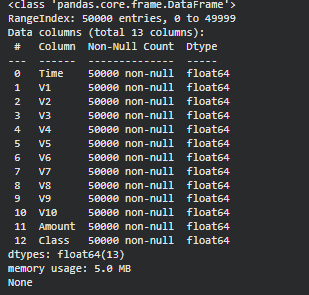 <class 'pandas.core.frame.DataFrame'>
RangeIndex: 50000 entries, 0 to 49999
Data columns (total 13 columns):
 #   Column  Non-Null Count  Dtype
---  ------  --------------  -----
 0   Time    50000 non-null  float64
 1   V1      50000 non-null  float64
 2   V2      50000 non-null  float64
 3   V3      50000 non-null  float64
 4   V4      50000 non-null  float64
 5   V5      50000 non-null  float64
 6   V6      50000 non-null  float64
 7   V7      50000 non-null  float64
 8   V8      50000 non-null  float64
 9   V9      50000 non-null  float64
 10  V10     50000 non-null  float64
 11  Amount  50000 non-null  float64
 12  Class   50000 non-null  float64
dtypes: float64(13)
memory usage: 5.0 MB
None